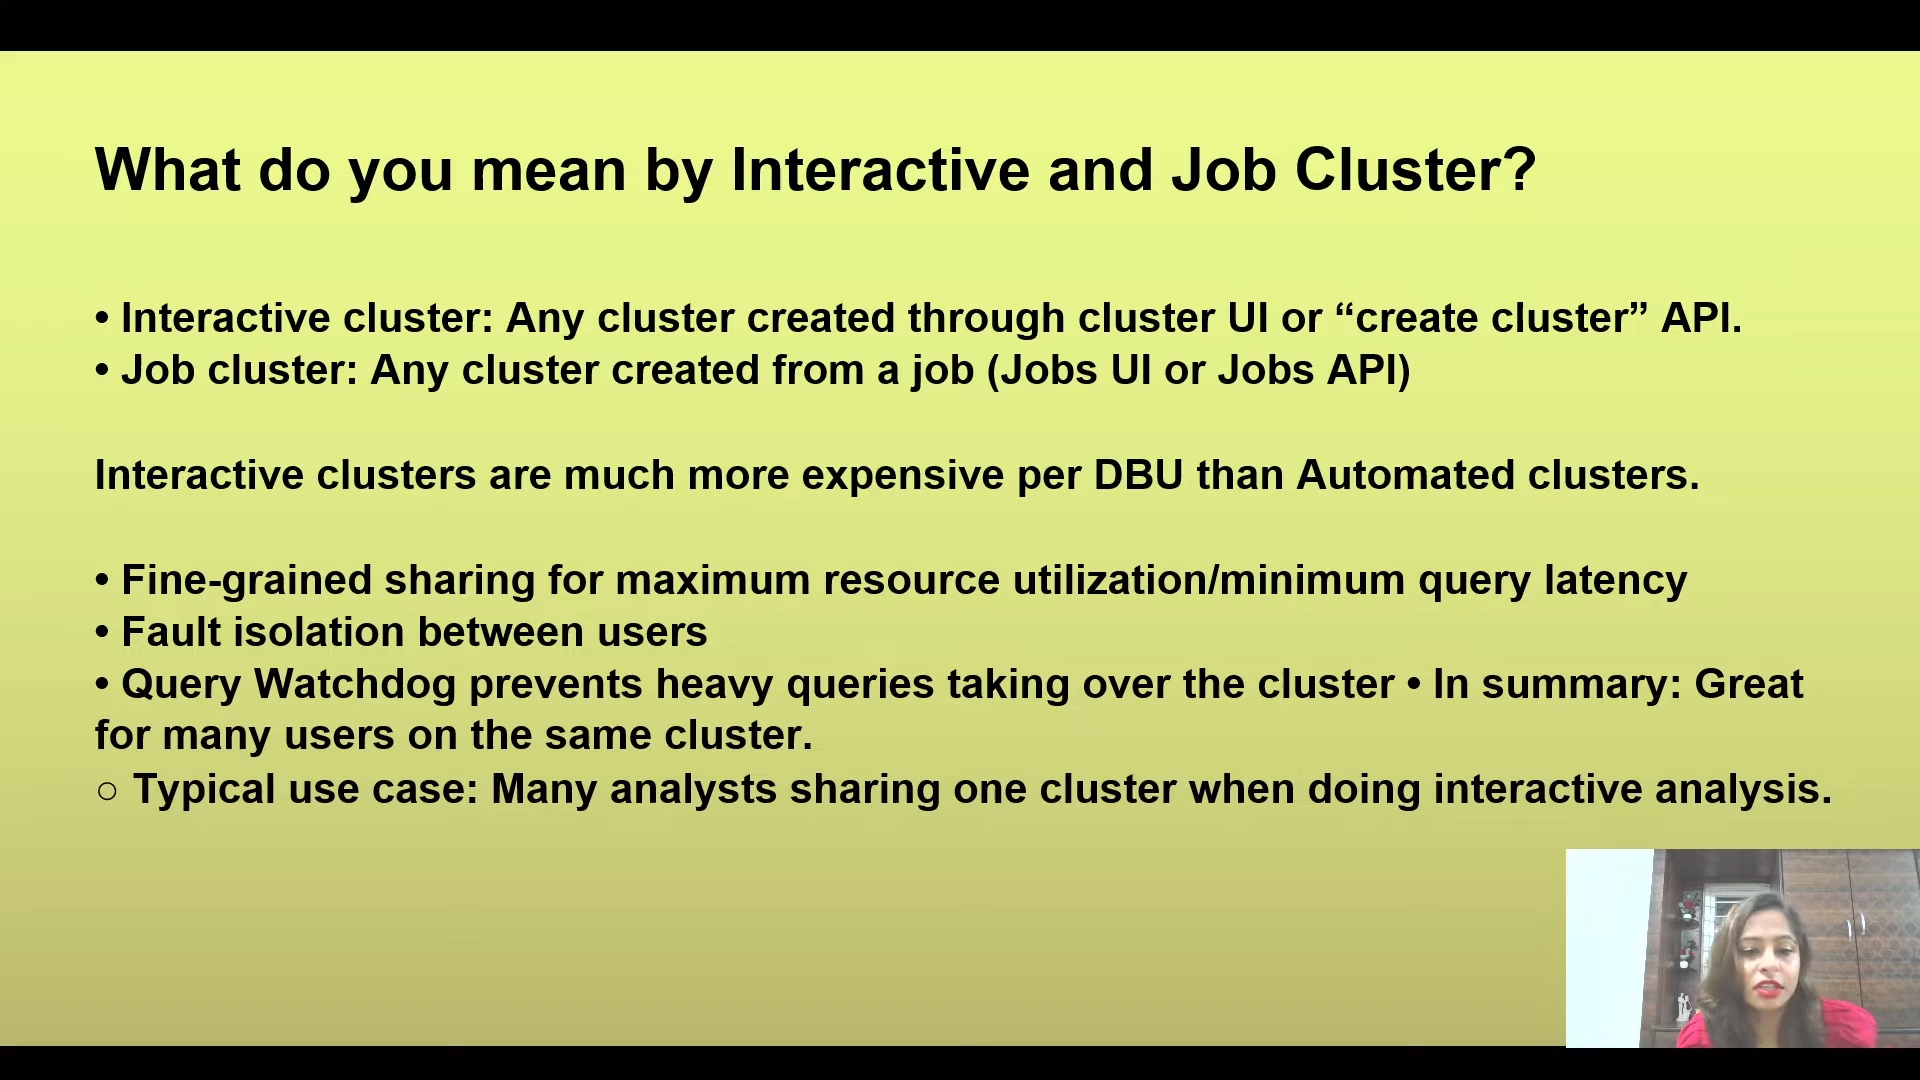 What do you mean by Interactive and Job Cluster?
• Interactive cluster: Any cluster created through cluster UI or “create cluster” API.
• Job cluster: Any cluster created from a job (Jobs UI or Jobs API)
Interactive clusters are much more expensive per DBU than Automated clusters.
• Fine-grained sharing for maximum resource utilization/minimum query latency
• Fault isolation between users
• Query Watchdog prevents heavy queries taking over the cluster • In summary: Great
for many users on the same cluster.
○ Typical use case: Many analysts sharing one cluster when doing interactive analysis.